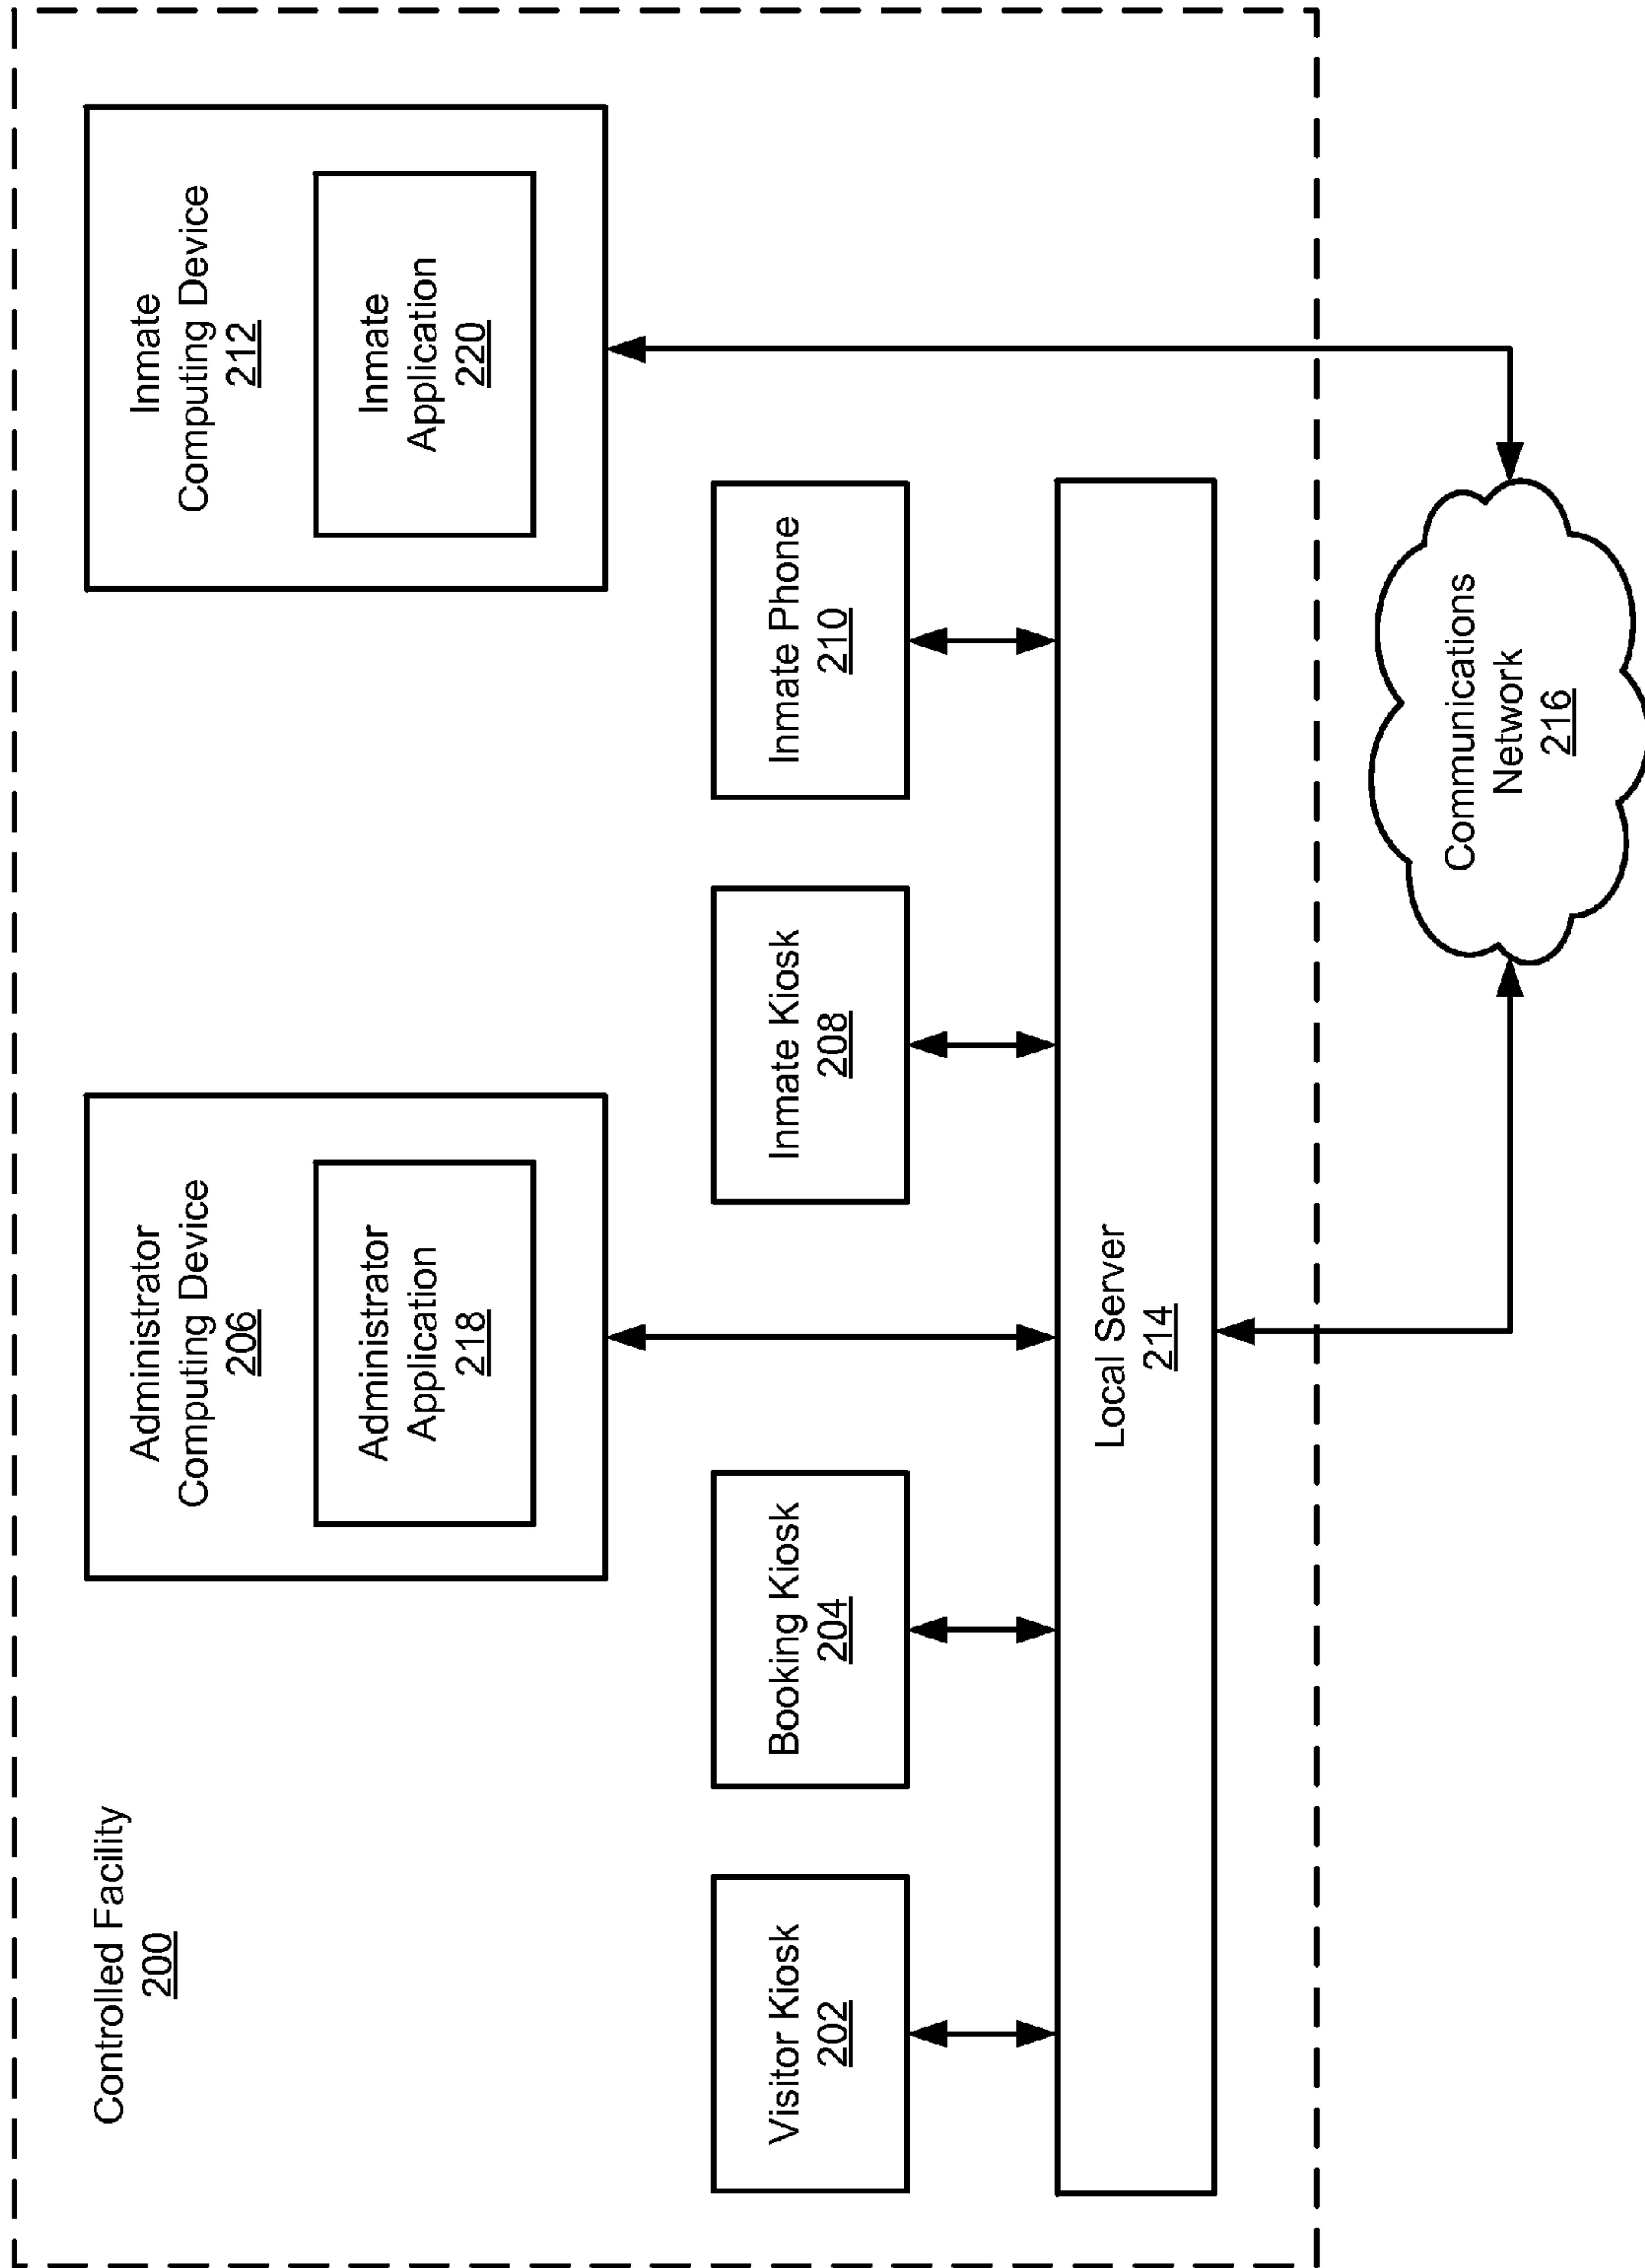 Controlled Facility
200
Administrator
Computing Device
206
Administrator
Application
218
Inmate
Computing Device
212
Inmate
Application
220
Visitor Kiosk
202
Booking Kiosk
204
Inmate Kiosk
208
Inmate Phone
210
Local Server
214
Communications
Network
216